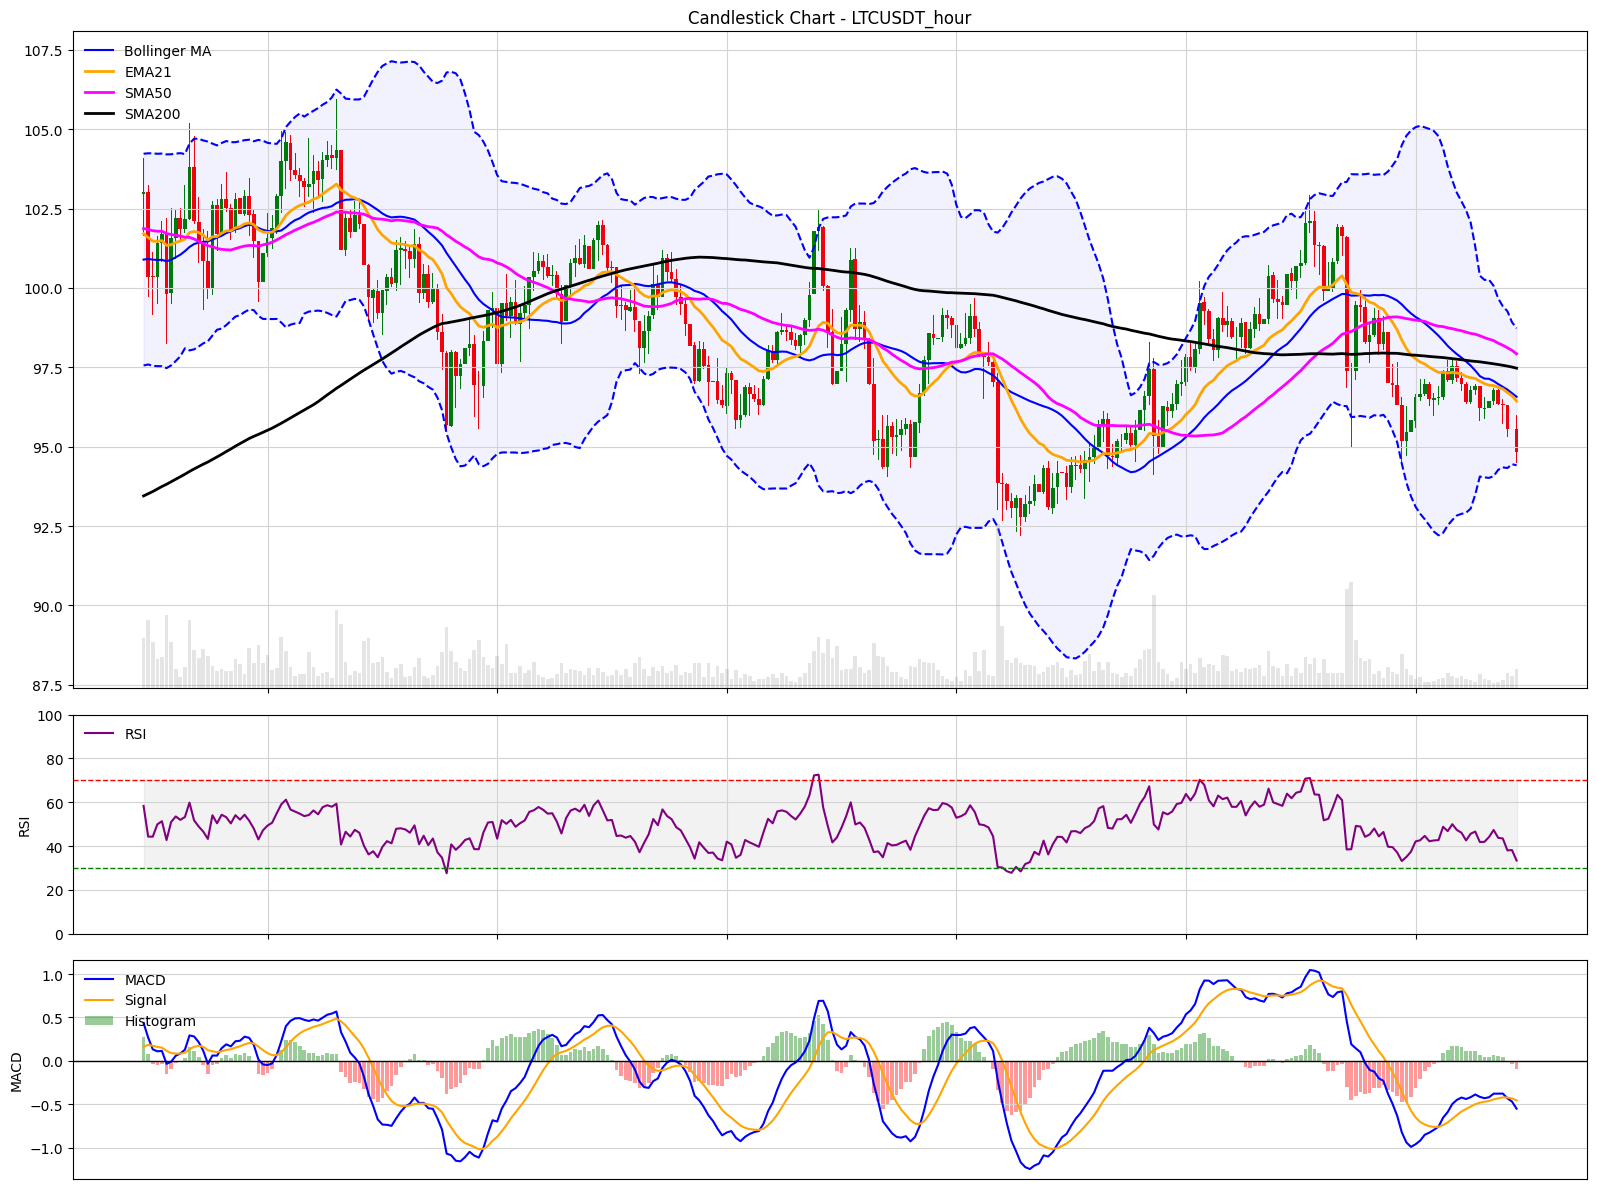 Candlestick Chart - LTCUSDT_hour
107.5
105.0
102.5
100.0
97.5
95.0
92.5
90.0
87.5
Bollinger MA
EMA21
SMA50
SMA200
100
80
60
40
20
0
RSI
RSI
1.0
0.5
0.0
−0.5
−1.0
MACD
MACD
Signal
Histogram